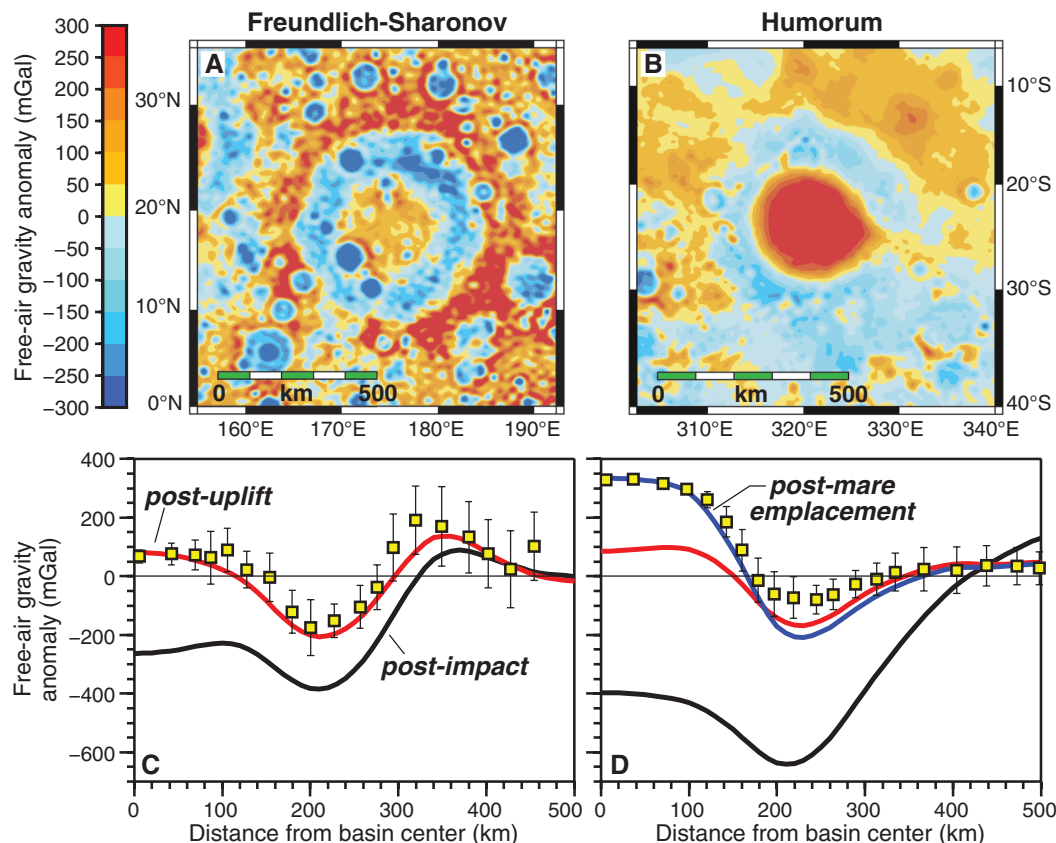 Freundlich-Sharonov
Humorum
Free-air gravity anomaly (mGal)
300
250
200
150
100
50
0
−50
−100
−150
−200
−250
−300
A
30°N
20°N
10°N
0°N
0 km 500
160°E 170°E 180°E 190°E
B
10°S
20°S
30°S
40°S
0 km 500
310°E 320°E 330°E 340°E
Free-air gravity
anomaly (mGal)
400
200
0
−200
−400
−600
post-uplift
post-impact
C
0 100 200 300 400 500
Distance from basin center (km)
post-mare
emplacement
D
0 100 200 300 400 500
Distance from basin center (km)